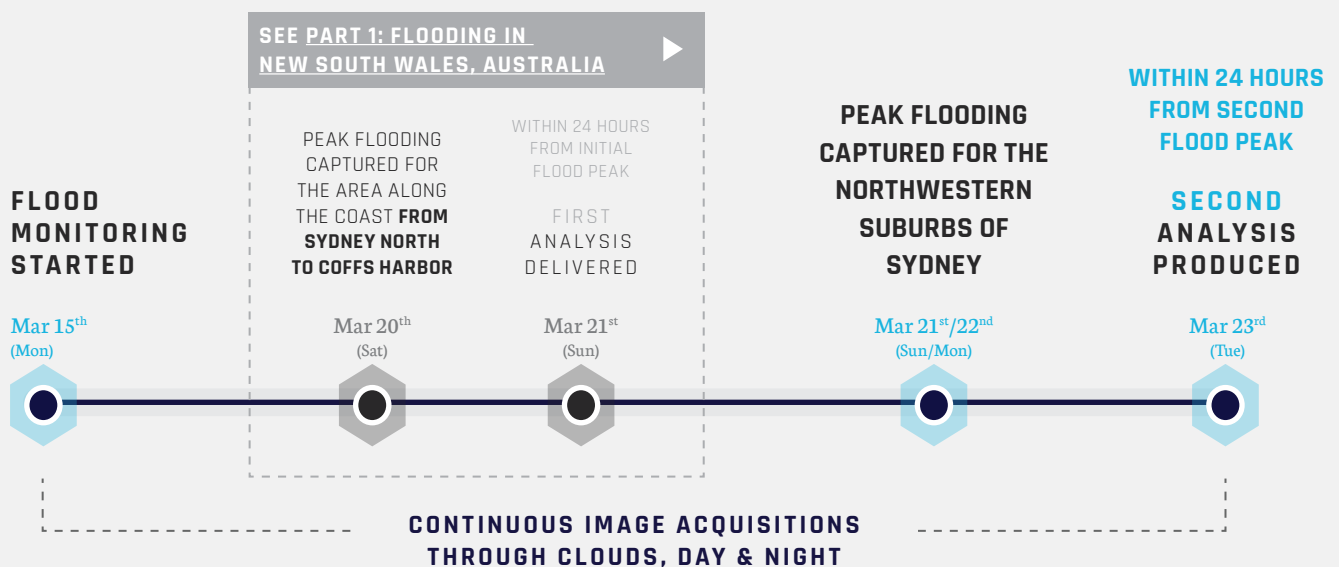 SEE PART 1: FLOODING IN
NEW SOUTH WALES, AUSTRALIA
FLOOD
MONITORING
STARTED
Mar 15th
(Mon)
PEAK FLOODING
CAPTURED FOR
THE AREA ALONG
THE COAST FROM
SYDNEY NORTH
TO COFFS HARBOR
Mar 20th
(Sat)
WITHIN 24 HOURS
FROM INITIAL
FLOOD PEAK
FIRST
ANALYSIS
DELIVERED
Mar 21st
(Sun)
PEAK FLOODING
CAPTURED FOR THE
NORTHWESTERN
SUBURBS OF
SYDNEY
Mar 21st/22nd
(Sun/Mon)
WITHIN 24 HOURS
FROM SECOND
FLOOD PEAK
SECOND
ANALYSIS
PRODUCED
Mar 23rd
(Tue)
CONTINUOUS IMAGE ACQUISITIONS
THROUGH CLOUDS, DAY & NIGHT